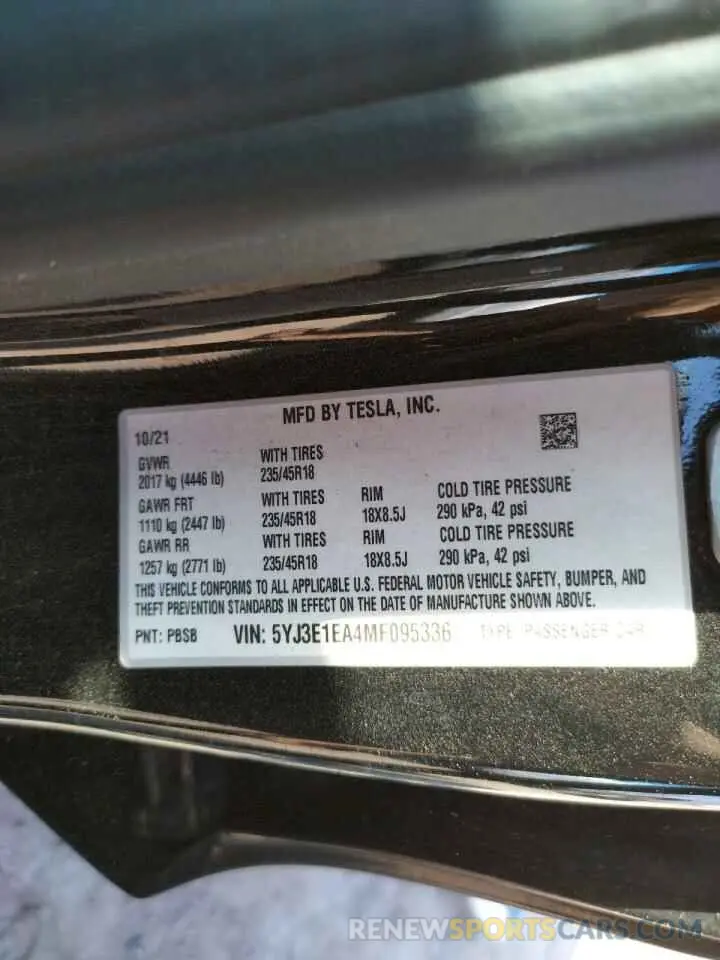 MFD BY TESLA, INC.
10/21
GVWR WITH TIRES
2017 kg (4446 lb) 235/45R18
GAWR FRT WITH TIRES RIM COLD TIRE PRESSURE
1110 kg (2447 lb) 235/45R18 18X8.5J 290 kPa, 42 psi
GAWR RR WITH TIRES RIM COLD TIRE PRESSURE
1257 kg (2771 lb) 235/45R18 18X8.5J 290 kPa, 42 psi
THIS VEHICLE CONFORMS TO ALL APPLICABLE U.S. FEDERAL MOTOR VEHICLE SAFETY, BUMPER, AND
THEFT PREVENTION STANDARDS IN EFFECT ON THE DATE OF MANUFACTURE SHOWN ABOVE.
PNT: PBSB VIN: 5YJ3E1EA4MF095336 TYPE: PASSENGER CAR
RENEWSPORTSCARS.COM